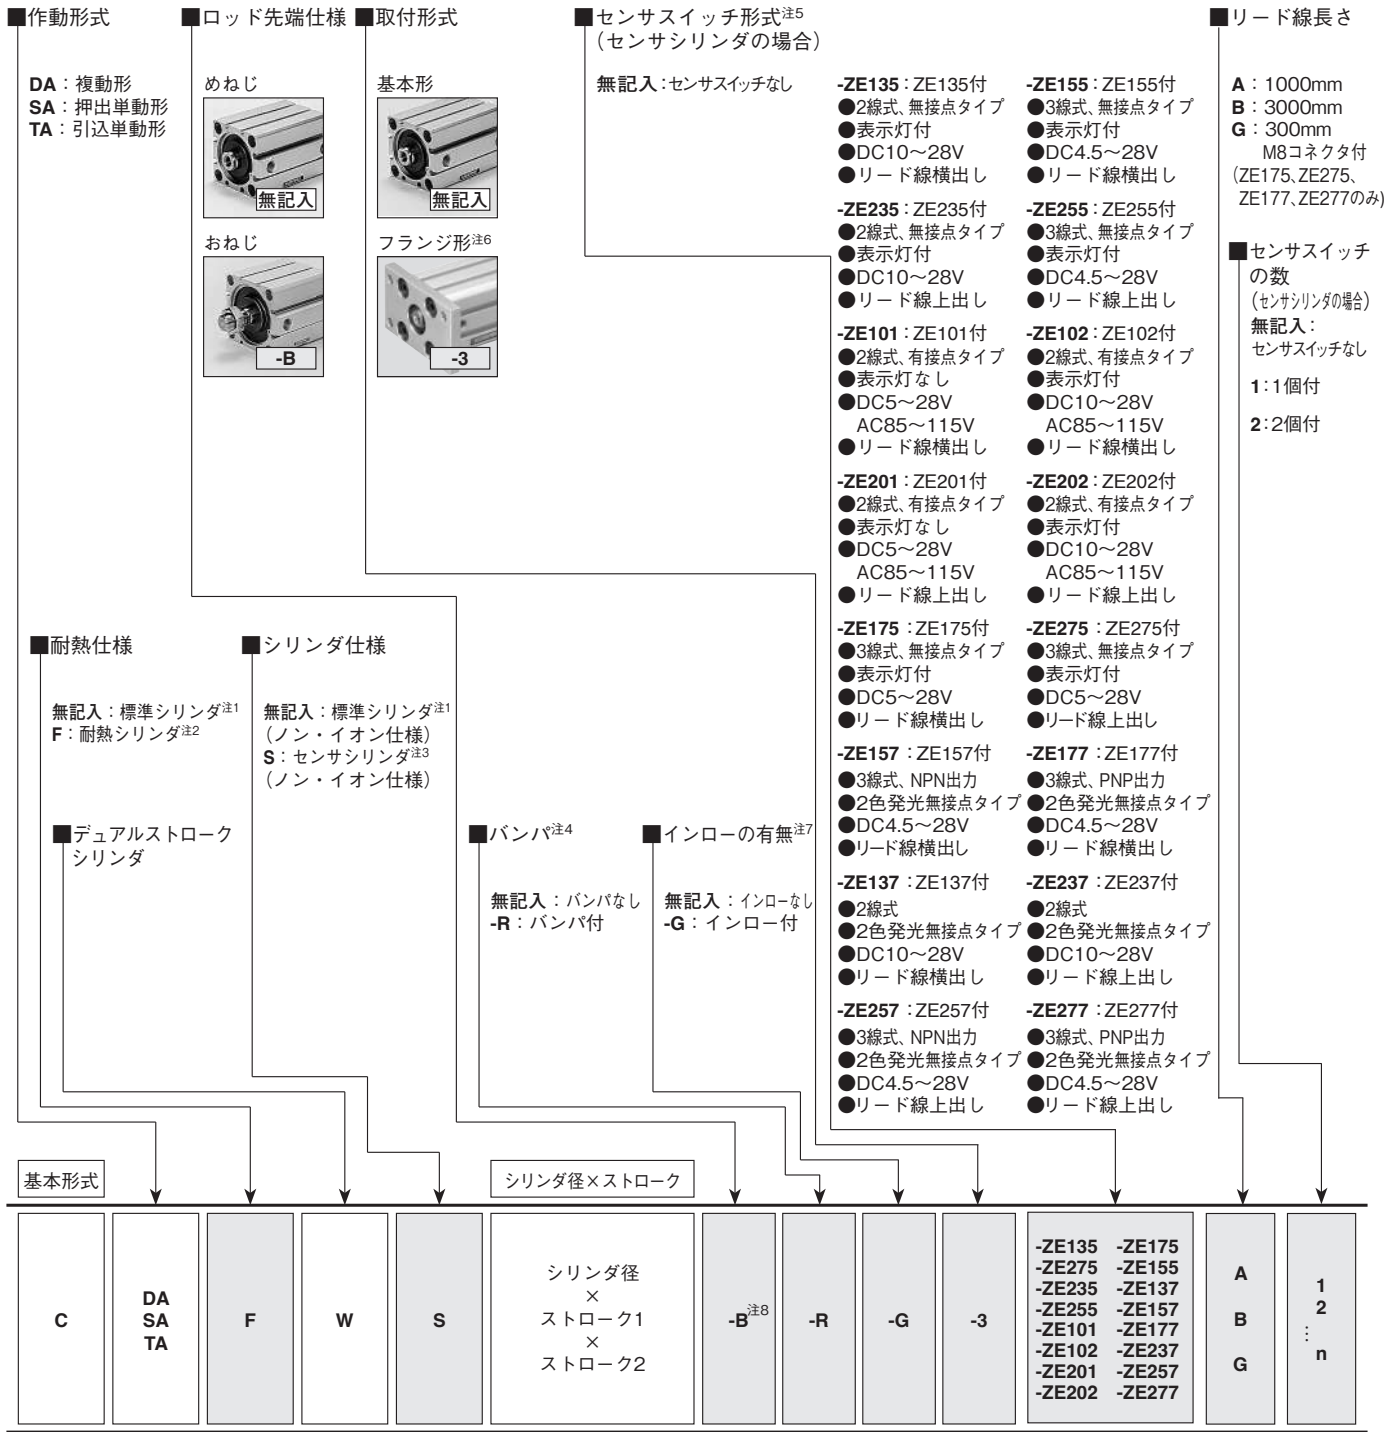 ■作動形式
DA：複動形
SA：押出単動形
TA：引込単動形
■ロッド先端仕様
めねじ
無記入
おねじ
-B
■取付形式
基本形
無記入
フランジ形注6
-3
■センサスイッチ形式注5
（センサシリンダの場合）
無記入：センサスイッチなし
-ZE135：ZE135付
●2線式、無接点タイプ
●表示灯付
●DC10～28V
●リード線横出し
-ZE155：ZE155付
●3線式、無接点タイプ
●表示灯付
●DC4.5～28V
●リード線横出し
-ZE235：ZE235付
●2線式、無接点タイプ
●表示灯付
●DC10～28V
●リード線上出し
-ZE255：ZE255付
●3線式、無接点タイプ
●表示灯付
●DC4.5～28V
●リード線上出し
-ZE101：ZE101付
●2線式、有接点タイプ
●表示灯なし
●DC5～28V
AC85～115V
●リード線横出し
-ZE102：ZE102付
●2線式、有接点タイプ
●表示灯付
●DC10～28V
AC85～115V
●リード線横出し
-ZE201：ZE201付
●2線式、有接点タイプ
●表示灯なし
●DC5～28V
AC85～115V
●リード線上出し
-ZE202：ZE202付
●2線式、有接点タイプ
●表示灯付
●DC10～28V
AC85～115V
●リード線上出し
-ZE175：ZE175付
●3線式、無接点タイプ
●表示灯付
●DC5～28V
●リード線横出し
-ZE275：ZE275付
●3線式、無接点タイプ
●表示灯付
●DC5～28V
●リード線上出し
-ZE157：ZE157付
●3線式、NPN出力
●2色発光無接点タイプ
●DC4.5～28V
●リード線横出し
-ZE177：ZE177付
●3線式、PNP出力
●2色発光無接点タイプ
●DC4.5～28V
●リード線横出し
-ZE137：ZE137付
●2線式
●2色発光無接点タイプ
●DC10～28V
●リード線横出し
-ZE237：ZE237付
●2線式
●2色発光無接点タイプ
●DC10～28V
●リード線上出し
-ZE257：ZE257付
●3線式、NPN出力
●2色発光無接点タイプ
●DC4.5～28V
●リード線上出し
-ZE277：ZE277付
●3線式、PNP出力
●2色発光無接点タイプ
●DC4.5～28V
●リード線上出し
■リード線長さ
A：1000mm
B：3000mm
G：300mm
M8コネクタ付
(ZE175、ZE275、
ZE177、ZE277のみ)
■センサスイッチ
の数
（センサシリンダの場合）
無記入：
センサスイッチなし
1：1個付
2：2個付
■耐熱仕様
無記入：標準シリンダ注1
F：耐熱シリンダ注2
■シリンダ仕様
無記入：標準シリンダ注1
（ノン・イオン仕様）
S：センサシリンダ注3
（ノン・イオン仕様）
■デュアルストローク
シリンダ
■バンパ注4
無記入：バンパなし
-R：バンパ付
■インローの有無注7
無記入：インローなし
-G：インロー付
基本形式
シリンダ径×ストローク
C
DA
SA
TA
F
W
S
シリンダ径
×
ストローク1
×
ストローク2
-B注8
-R
-G
-3
-ZE135 -ZE175
-ZE275 -ZE155
-ZE235 -ZE137
-ZE255 -ZE157
-ZE101 -ZE177
-ZE102 -ZE237
-ZE201 -ZE257
-ZE202 -ZE277
A
B
G
1
2
⋮
n